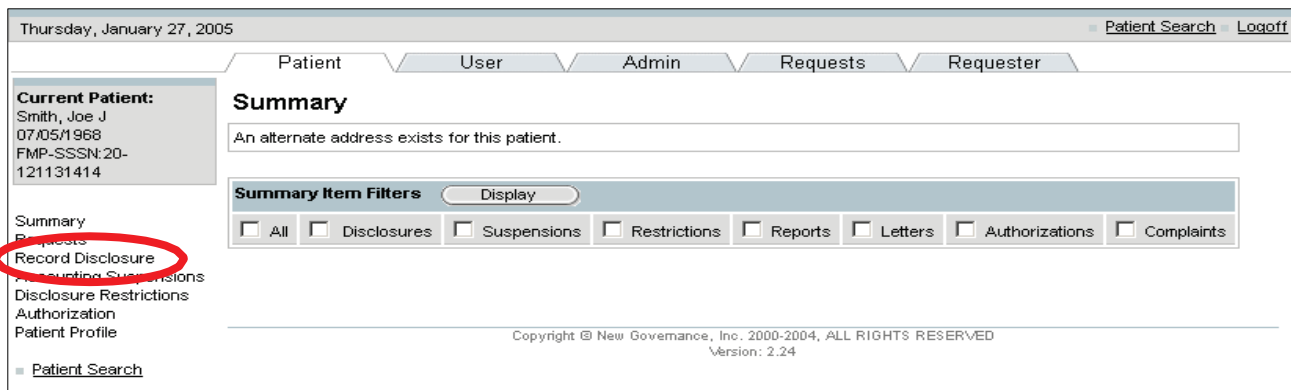 Thursday, January 27, 2005
Patient Search Logoff
Patient User Admin Requests Requester
Current Patient:
Smith, Joe J
07/05/1968
FMP-SSSN:20-
121131414
Summary
An alternate address exists for this patient.
Summary Item Filters Display
All Disclosures Suspensions Restrictions Reports Letters Authorizations Complaints
Summary
Requests
Record Disclosure
Accounting Suspensions
Disclosure Restrictions
Authorization
Patient Profile
Patient Search
Copyright © New Governance, Inc. 2000-2004, ALL RIGHTS RESERVED
Version: 2.24